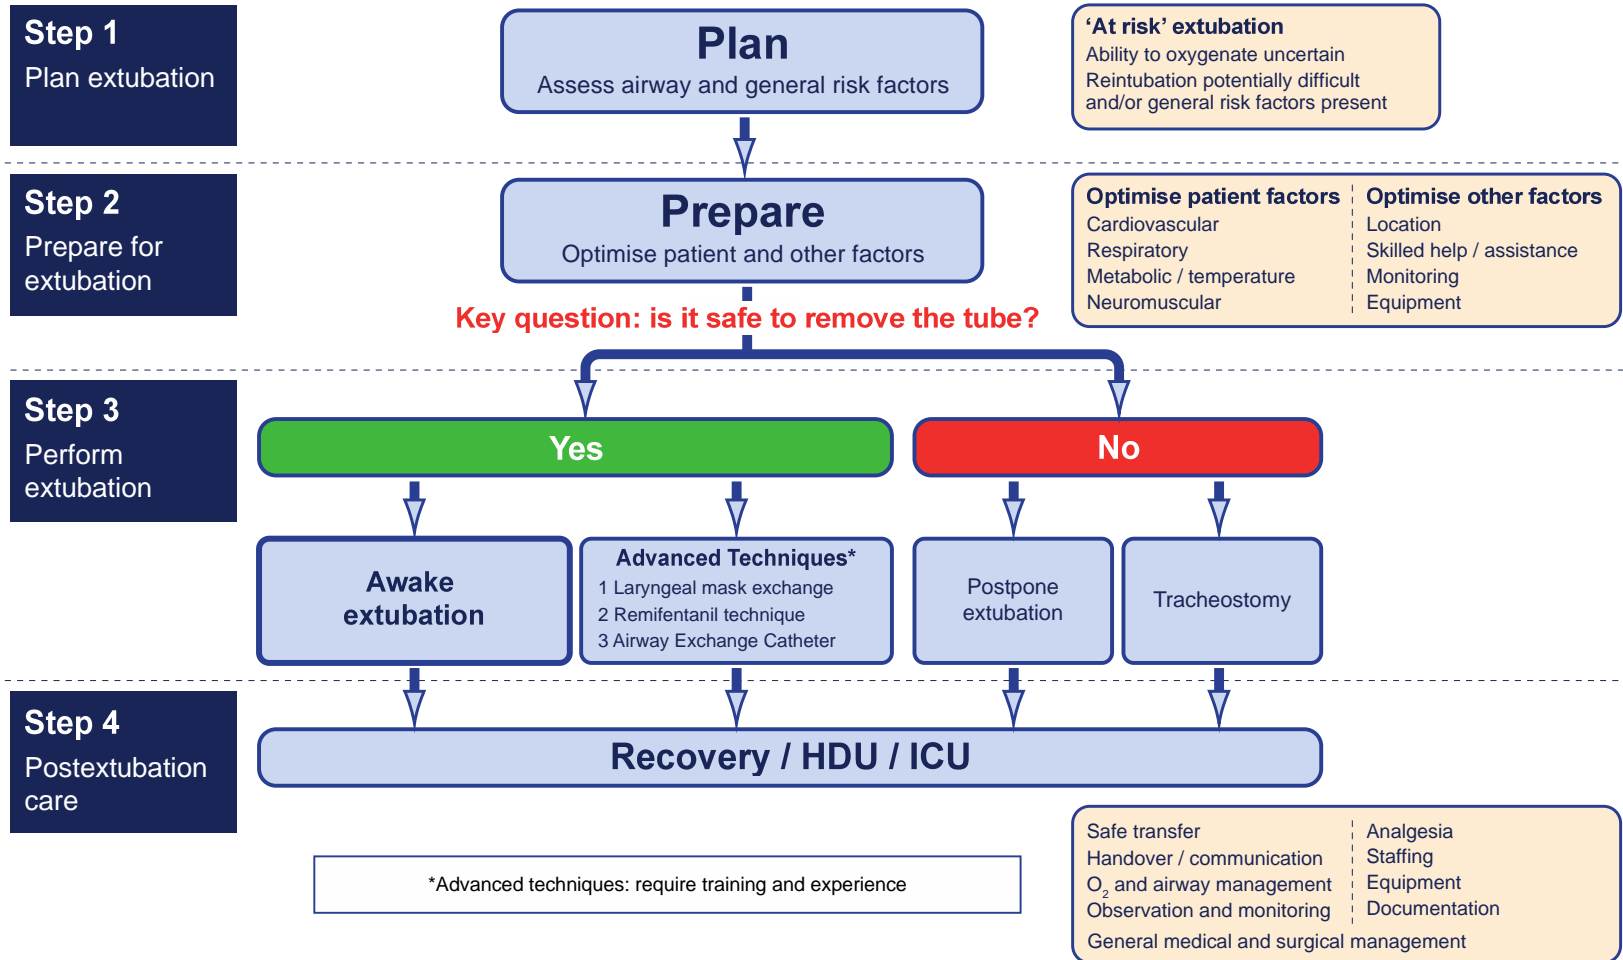 Step 1
Plan extubation
Plan
Assess airway and general risk factors
'At risk' extubation
Ability to oxygenate uncertain
Reintubation potentially difficult
and/or general risk factors present
Step 2
Prepare for
extubation
Prepare
Optimise patient and other factors
Optimise patient factors
Cardiovascular
Respiratory
Metabolic / temperature
Neuromuscular
Optimise other factors
Location
Skilled help / assistance
Monitoring
Equipment
Key question: is it safe to remove the tube?
Step 3
Perform
extubation
Yes
No
Awake
extubation
Advanced Techniques*
1 Laryngeal mask exchange
2 Remifentanil technique
3 Airway Exchange Catheter
Postpone
extubation
Tracheostomy
Step 4
Postextubation
care
Recovery / HDU / ICU
Safe transfer
Handover / communication
O₂ and airway management
Observation and monitoring
Analgesia
Staffing
Equipment
Documentation
General medical and surgical management
*Advanced techniques: require training and experience